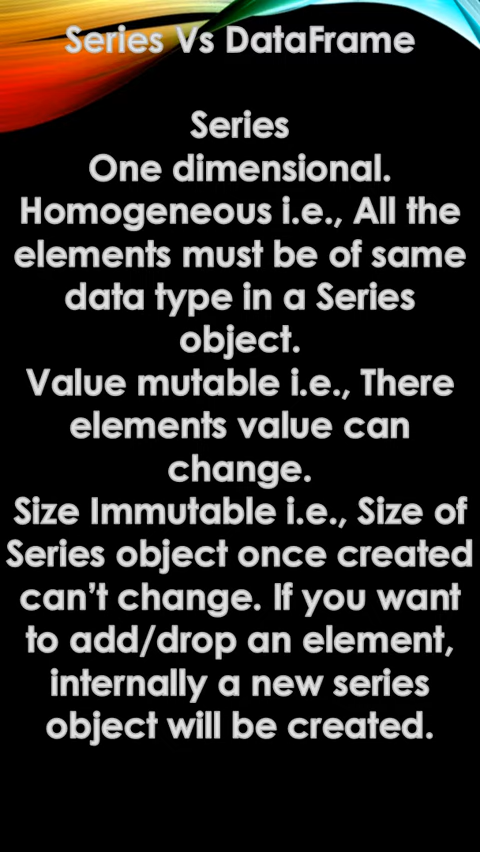 Series Vs DataFrame
Series
One dimensional.
Homogeneous i.e., All the
elements must be of same
data type in a Series
object.
Value mutable i.e., There
elements value can
change.
Size Immutable i.e., Size of
Series object once created
can’t change. If you want
to add/drop an element,
internally a new series
object will be created.